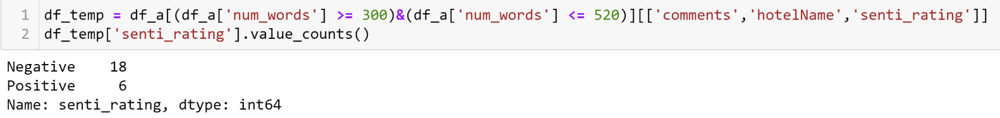 1 df_temp = df_a[(df_a['num_words'] >= 300)&(df_a['num_words'] <= 520)][['comments','hotelName','senti_rating']]
2 df_temp['senti_rating'].value_counts()
Negative    18
Positive     6
Name: senti_rating, dtype: int64